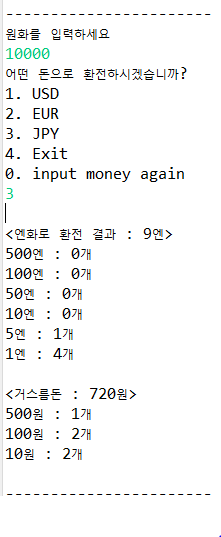 -----------------------
원화를 입력하세요
10000
어떤 돈으로 환전하시겠습니까?
1. USD
2. EUR
3. JPY
4. Exit
0. input money again
3
<엔화로 환전 결과 : 9엔>
500엔 : 0개
100엔 : 0개
50엔 : 0개
10엔 : 0개
5엔 : 1개
1엔 : 4개
<거스름돈 : 720원>
500원 : 1개
100원 : 2개
10원 : 2개
-----------------------